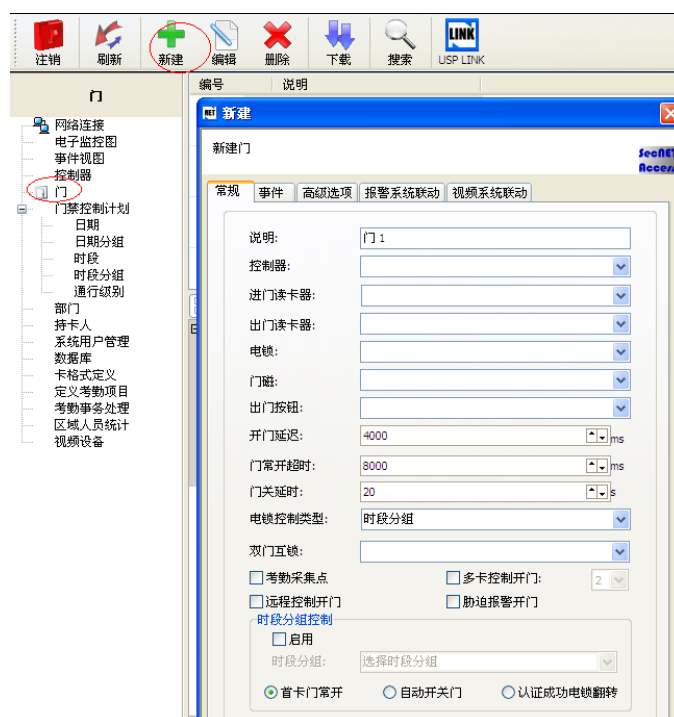 注销 刷新 新建 编辑 删除 下载 搜索 USP LINK
LINK
门
编号 说明
网络连接
电子监控图
事件视图
控制器
门
门禁控制计划
日期
日期分组
时段
时段分组
通行级别
部门
持卡人
系统用户管理
数据库
卡格式定义
定义考勤项目
考勤事务处理
区域人员统计
视频设备
NET 新建
新建门
SecNET
常规 事件 高级选项 报警系统联动 视频系统联动
说明: 门 1
控制器:
进门读卡器:
出门读卡器:
电锁:
门磁:
出门按钮:
开门延迟: 4000 ms
门常开超时: 8000 ms
门关延时: 20 s
电锁控制类型: 时段分组
双门互锁:
考勤采集点 多卡控制开门: 2
远程控制开门 胁迫报警开门
时段分组控制
启用
时段分组: 选择时段分组
首卡门常开 自动开关门 认证成功电锁翻转